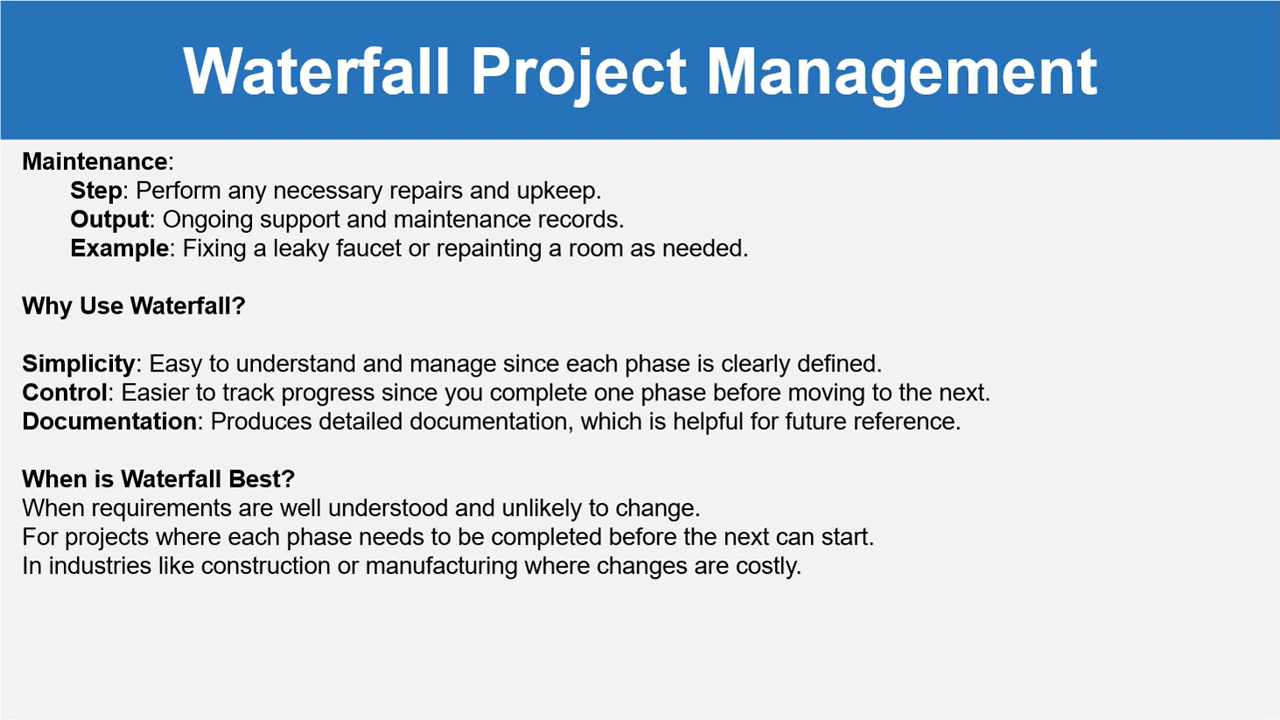 Waterfall Project Management
Maintenance:
Step: Perform any necessary repairs and upkeep.
Output: Ongoing support and maintenance records.
Example: Fixing a leaky faucet or repainting a room as needed.
Why Use Waterfall?
Simplicity: Easy to understand and manage since each phase is clearly defined.
Control: Easier to track progress since you complete one phase before moving to the next.
Documentation: Produces detailed documentation, which is helpful for future reference.
When is Waterfall Best?
When requirements are well understood and unlikely to change.
For projects where each phase needs to be completed before the next can start.
In industries like construction or manufacturing where changes are costly.